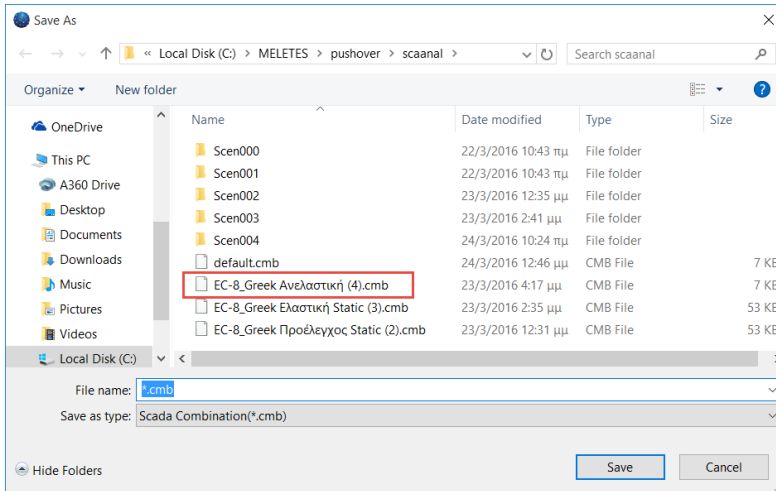 Save As
« Local Disk (C:) > MELETES > pushover > scaanal > Search scaanal
Organize New folder ?
Name Date modified Type Size
OneDrive
This PC
A360 Drive
Desktop
Documents
Downloads
Music
Pictures
Videos
Local Disk (C:)
Scen000 22/3/2016 10:43 πμ File folder
Scen001 22/3/2016 10:43 πμ File folder
Scen002 23/3/2016 12:35 μμ File folder
Scen003 23/3/2016 2:41 μμ File folder
Scen004 24/3/2016 10:24 πμ File folder
default.cmb 24/3/2016 12:46 μμ CMB File 7 KB
EC-8_Greek Ανελαστική (4).cmb 23/3/2016 4:17 μμ CMB File 7 KB
EC-8_Greek Ελαστική Static (3).cmb 23/3/2016 2:35 μμ CMB File 53 KB
EC-8_Greek Προέλεγχος Static (2).cmb 23/3/2016 12:31 μμ CMB File 53 KB
File name: *.cmb
Save as type: Scada Combination(*.cmb)
Hide Folders Save Cancel